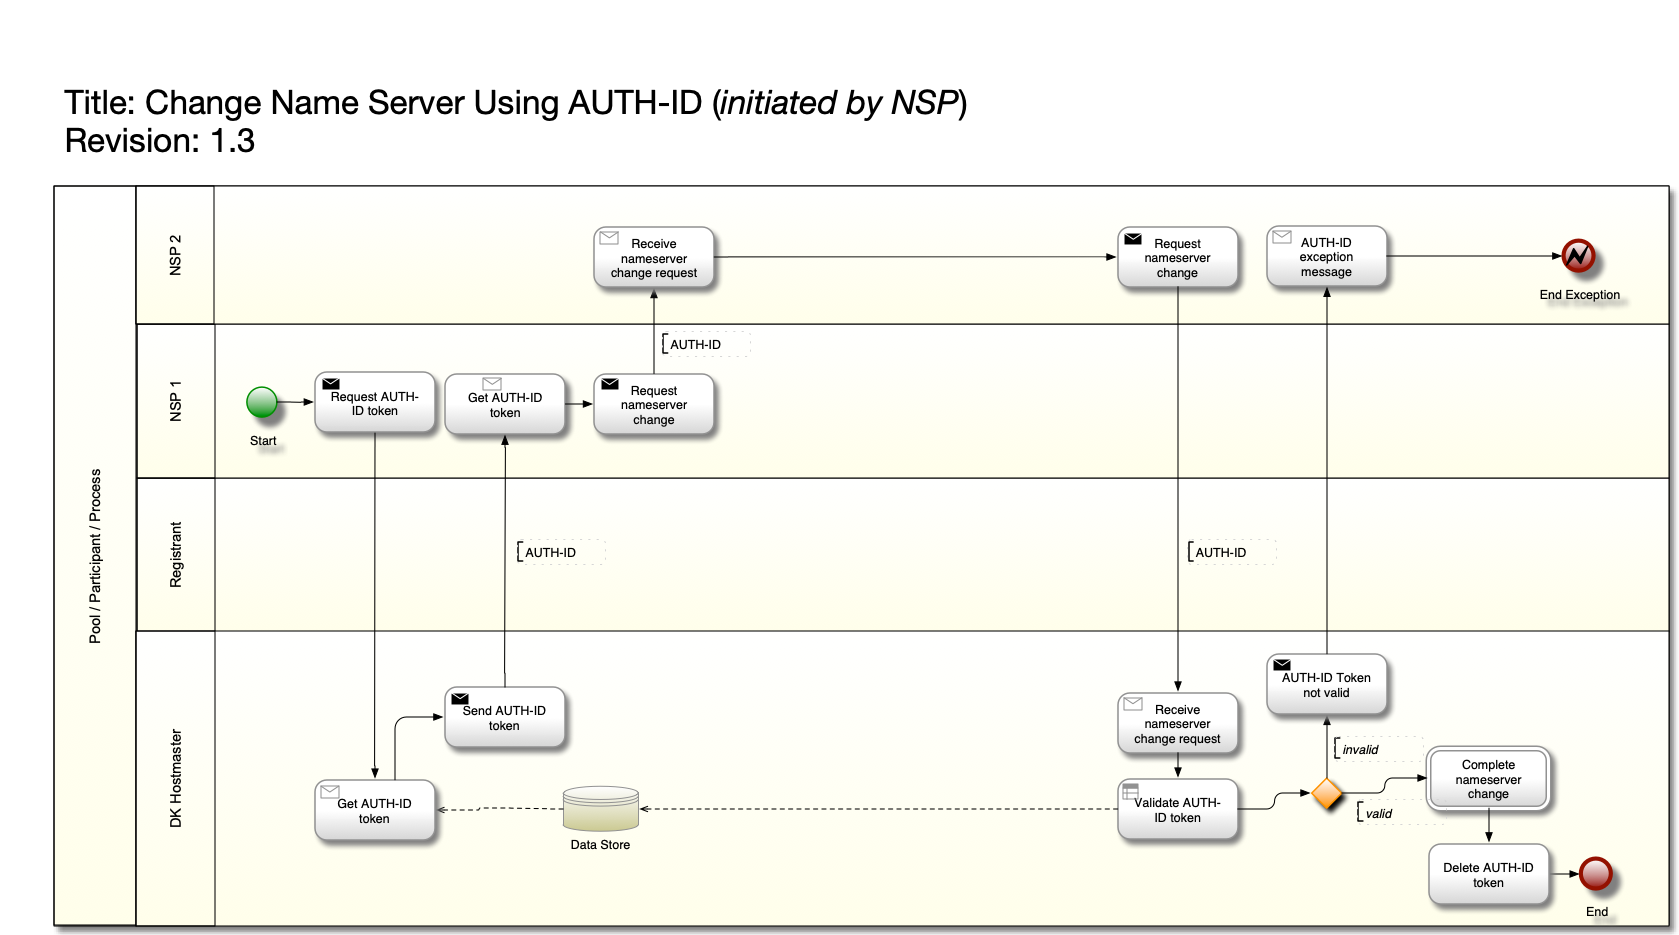 Title: Change Name Server Using AUTH-ID (initiated by NSP)
Revision: 1.3
Pool / Participant / Process
NSP 2
Receive
nameserver
change request
Request
nameserver
change
AUTH-ID
exception
message
End Exception
NSP 1
AUTH-ID
Start
Request AUTH-
ID token
Get AUTH-ID
token
Request
nameserver
change
Registrant
AUTH-ID
AUTH-ID
DK Hostmaster
Send AUTH-ID
token
Get AUTH-ID
token
Data Store
Receive
nameserver
change request
Validate AUTH-
ID token
AUTH-ID Token
not valid
invalid
valid
Complete
nameserver
change
Delete AUTH-ID
token
End